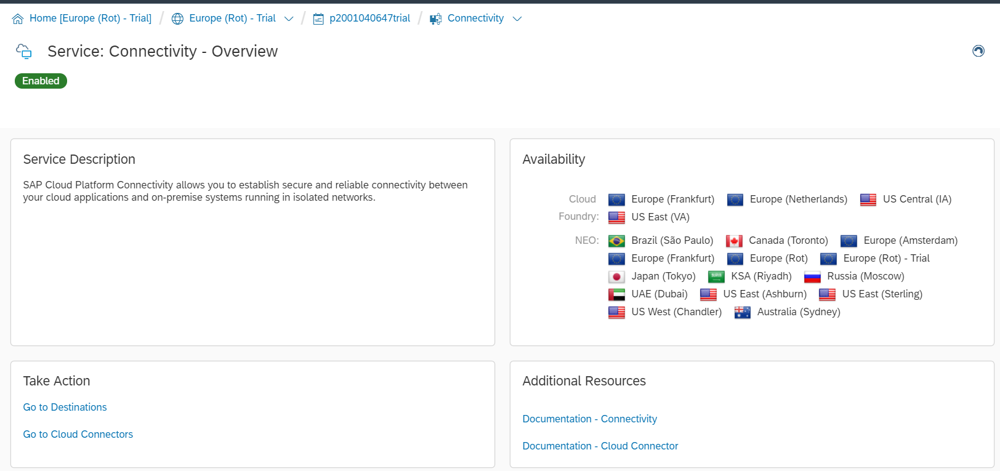 Home [Europe (Rot) - Trial] / Europe (Rot) - Trial / p2001040647trial / Connectivity
Service: Connectivity - Overview
Enabled
Service Description
SAP Cloud Platform Connectivity allows you to establish secure and reliable connectivity between
your cloud applications and on-premise systems running in isolated networks.
Availability
Cloud Europe (Frankfurt) Europe (Netherlands) US Central (IA)
Foundry: US East (VA)
NEO: Brazil (São Paulo) Canada (Toronto) Europe (Amsterdam)
Europe (Frankfurt) Europe (Rot) Europe (Rot) - Trial
Japan (Tokyo) KSA (Riyadh) Russia (Moscow)
UAE (Dubai) US East (Ashburn) US East (Sterling)
US West (Chandler) Australia (Sydney)
Take Action
Go to Destinations
Go to Cloud Connectors
Additional Resources
Documentation - Connectivity
Documentation - Cloud Connector